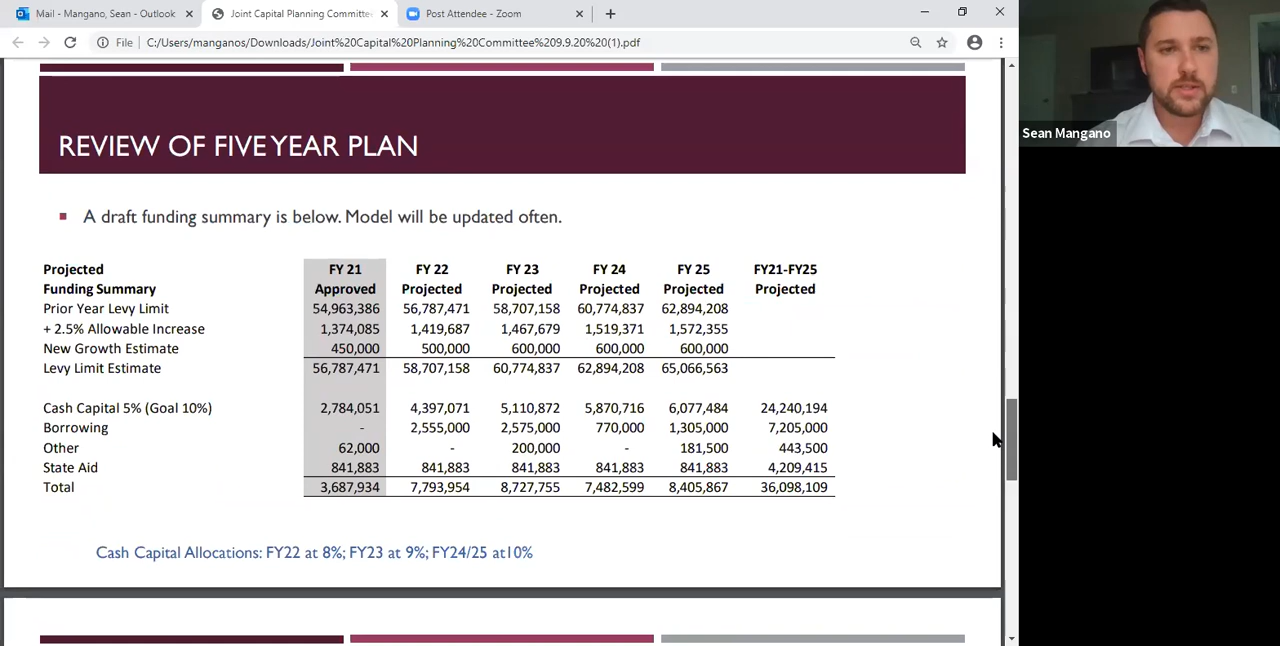 Mail - Mangano, Sean - Outlook
Joint Capital Planning Committe
Post Attendee - Zoom
File
C:/Users/manganos/Downloads/Joint%20Capital%20Planning%20Committee%209.9.20%20(1).pdf
Sean Mangano
REVIEW OF FIVE YEAR PLAN
A draft funding summary is below. Model will be updated often.
Projected FY 21 FY 22 FY 23 FY 24 FY 25 FY21-FY25
Funding Summary Approved Projected Projected Projected Projected Projected
Prior Year Levy Limit 54,963,386 56,787,471 58,707,158 60,774,837 62,894,208
+ 2.5% Allowable Increase 1,374,085 1,419,687 1,467,679 1,519,371 1,572,355
New Growth Estimate 450,000 500,000 600,000 600,000 600,000
Levy Limit Estimate 56,787,471 58,707,158 60,774,837 62,894,208 65,066,563
Cash Capital 5% (Goal 10%) 2,784,051 4,397,071 5,110,872 5,870,716 6,077,484 24,240,194
Borrowing - 2,555,000 2,575,000 770,000 1,305,000 7,205,000
Other 62,000 - 200,000 - 181,500 443,500
State Aid 841,883 841,883 841,883 841,883 841,883 4,209,415
Total 3,687,934 7,793,954 8,727,755 7,482,599 8,405,867 36,098,109
Cash Capital Allocations: FY22 at 8%; FY23 at 9%; FY24/25 at10%